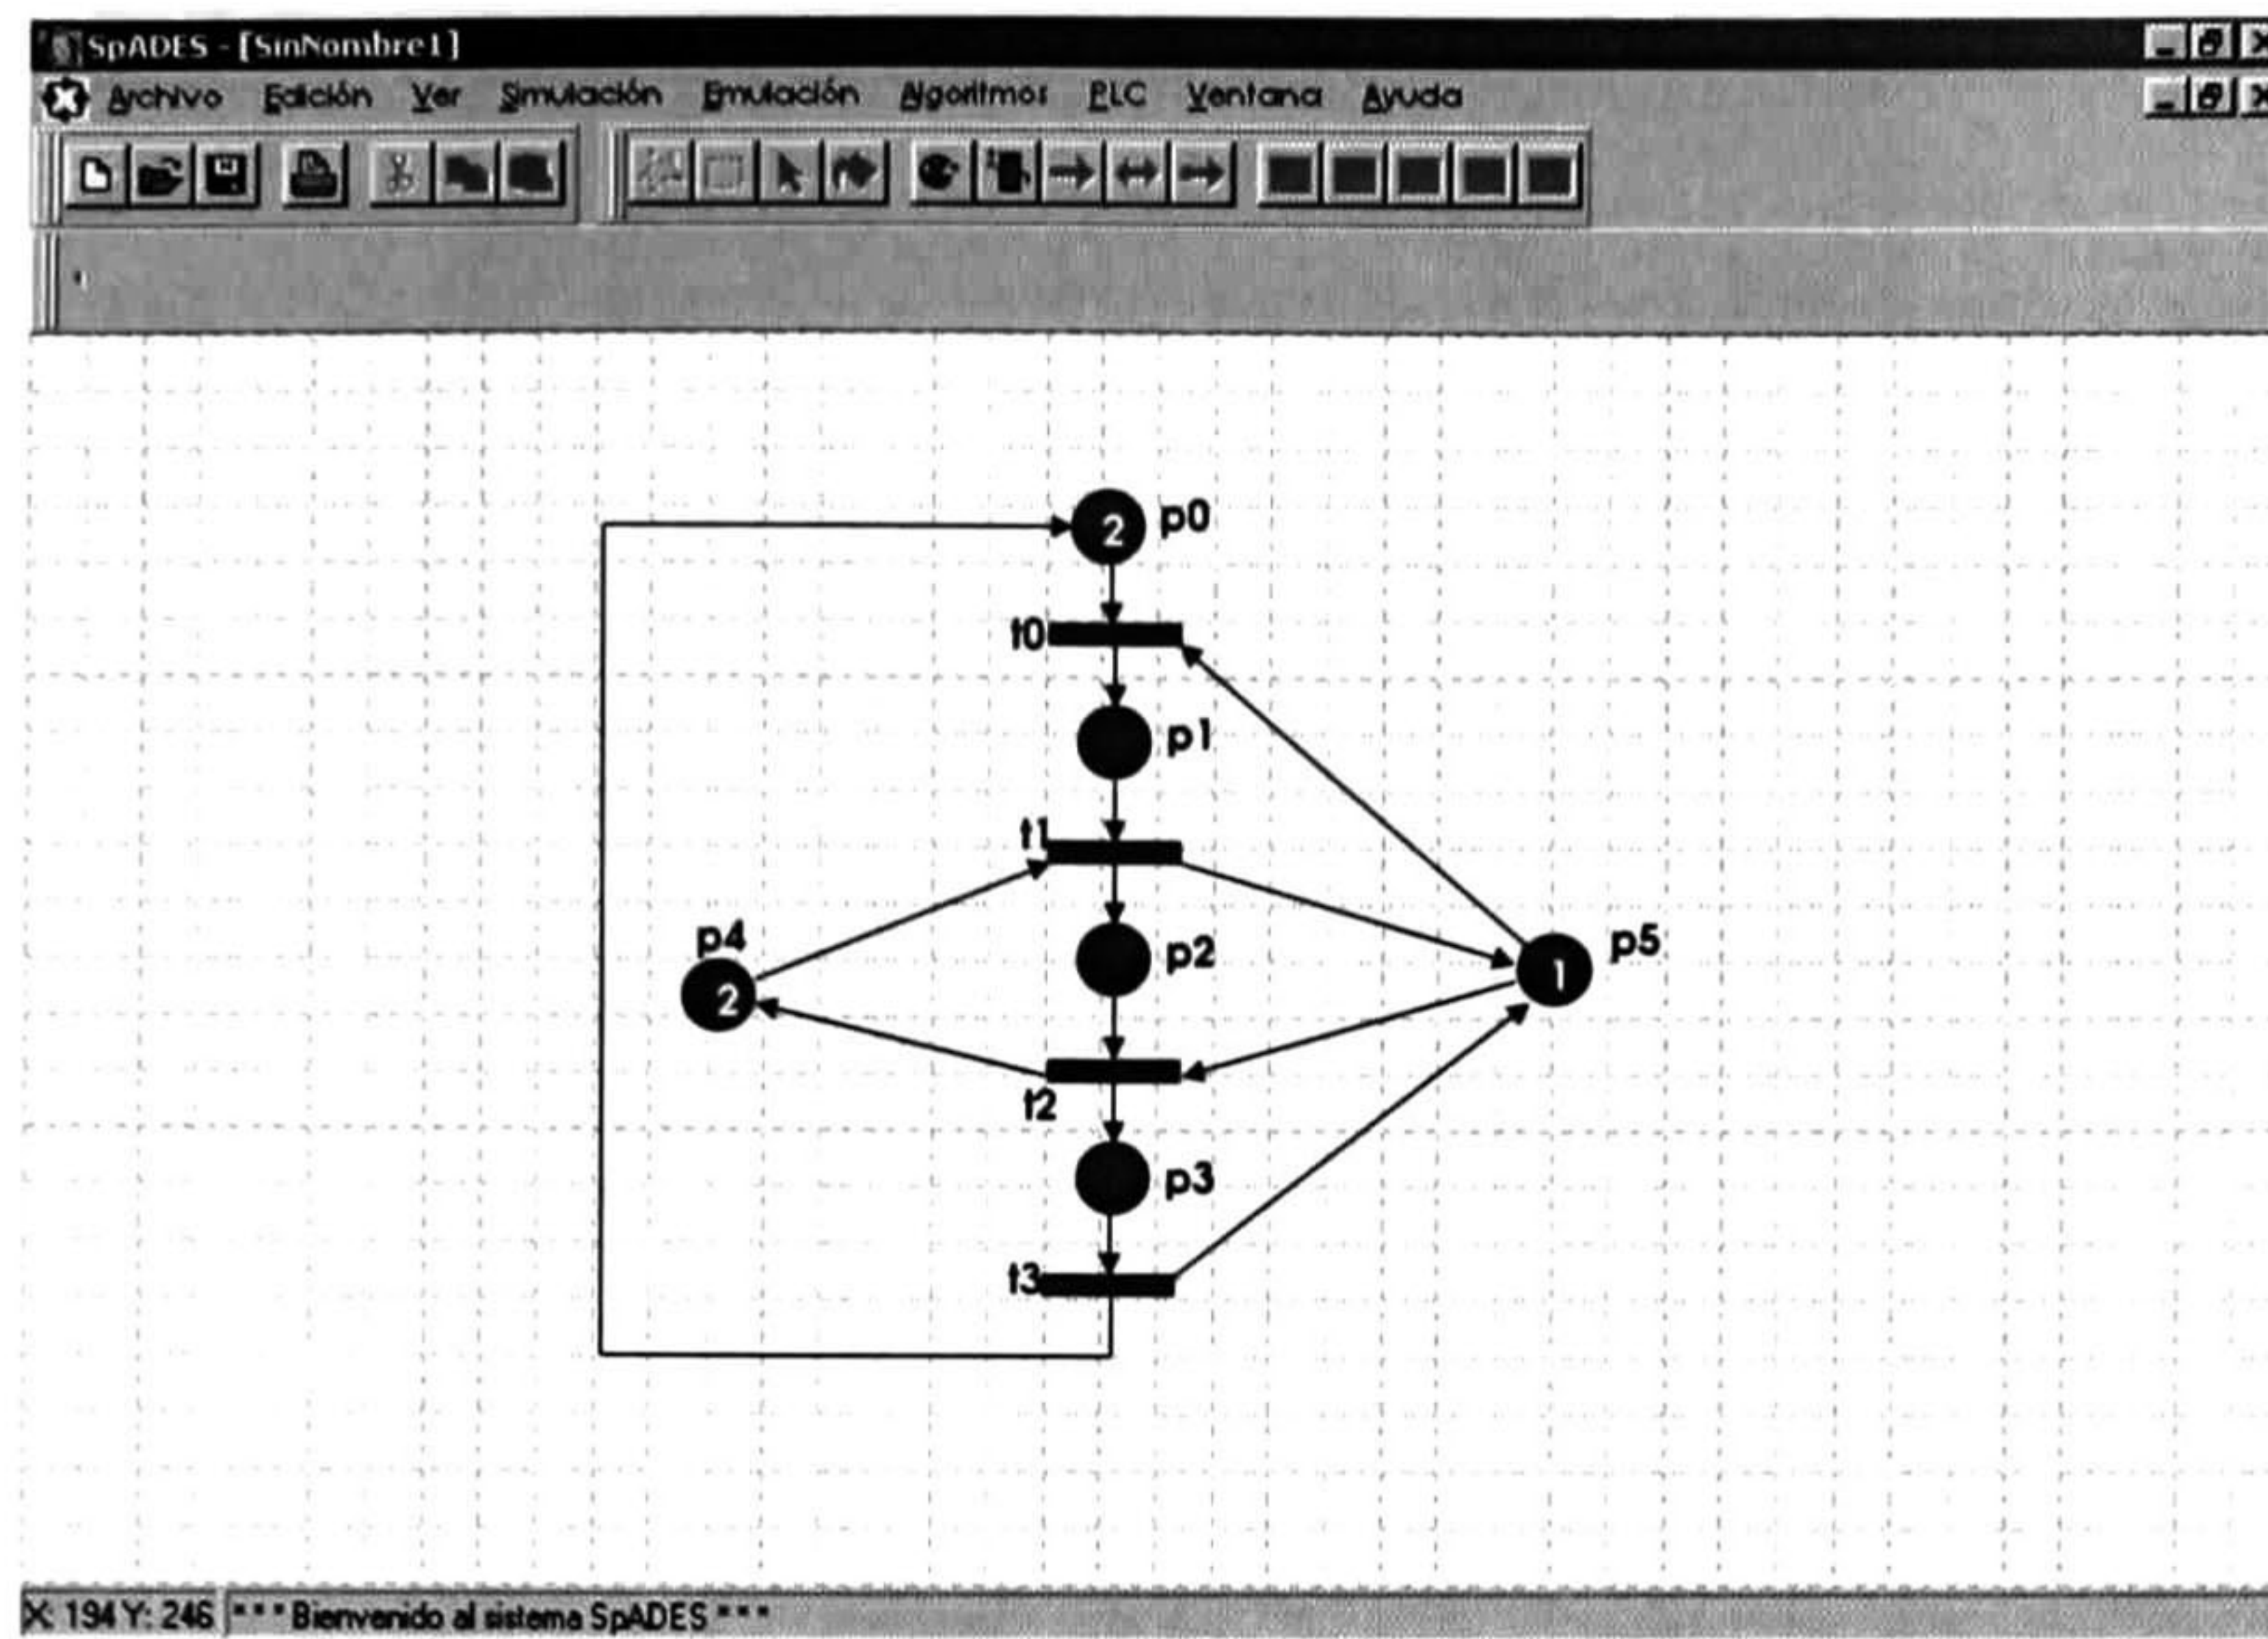 SpADES - [SinNombre1]
Archivo Edición Ver Simulación Emulación Algoritmos PLC Ventana Ayuda
2 p0
t0
p1
t1
p4
p2
p5
2
1
t2
p3
t3
X: 194 Y: 246 *** Bienvenido al sistema SpADES ***